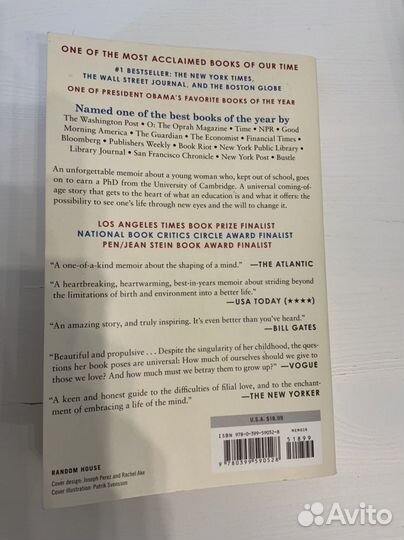 ONE OF THE MOST ACCLAIMED BOOKS OF OUR TIME
#1 BESTSELLER: THE NEW YORK TIMES,
THE WALL STREET JOURNAL, AND THE BOSTON GLOBE
ONE OF PRESIDENT OBAMA'S FAVORITE BOOKS OF THE YEAR
Named one of the best books of the year by
The Washington Post • O: The Oprah Magazine • Time • NPR • Good
Morning America • The Guardian • The Economist • Financial Times •
Bloomberg • Publishers Weekly • Book Riot • New York Public Library •
Library Journal • San Francisco Chronicle • New York Post • Bustle
An unforgettable memoir about a young woman who, kept out of school, goes
on to earn a PhD from the University of Cambridge. A universal coming-of-
age story that gets to the heart of what an education is and what it offers: the
possibility to see one's life through new eyes and the will to change it.
LOS ANGELES TIMES BOOK PRIZE FINALIST
NATIONAL BOOK CRITICS CIRCLE AWARD FINALIST
PEN/JEAN STEIN BOOK AWARD FINALIST
"A one-of-a-kind memoir about the shaping of a mind." —THE ATLANTIC
"A heartbreaking, heartwarming, best-in-years memoir about striding beyond
the limitations of birth and environment into a better life."
—USA TODAY (★★★★)
"An amazing story, and truly inspiring. It's even better than you've heard."
—BILL GATES
"Beautiful and propulsive . . . Despite the singularity of her childhood, the ques-
tions her book poses are universal: How much of ourselves should we give to
those we love? And how much must we betray them to grow up?" —VOGUE
"A keen and honest guide to the difficulties of filial love, and to the enchant-
ment of embracing a life of the mind."
—THE NEW YORKER
U.S.A. $18.99
ISBN 978-0-399-59052-8
MEMOIR
51899
9780399590528
RANDOM HOUSE
Cover design: Joseph Perez and Rachel Ake
Cover illustration: Patrik Svensson
Avito